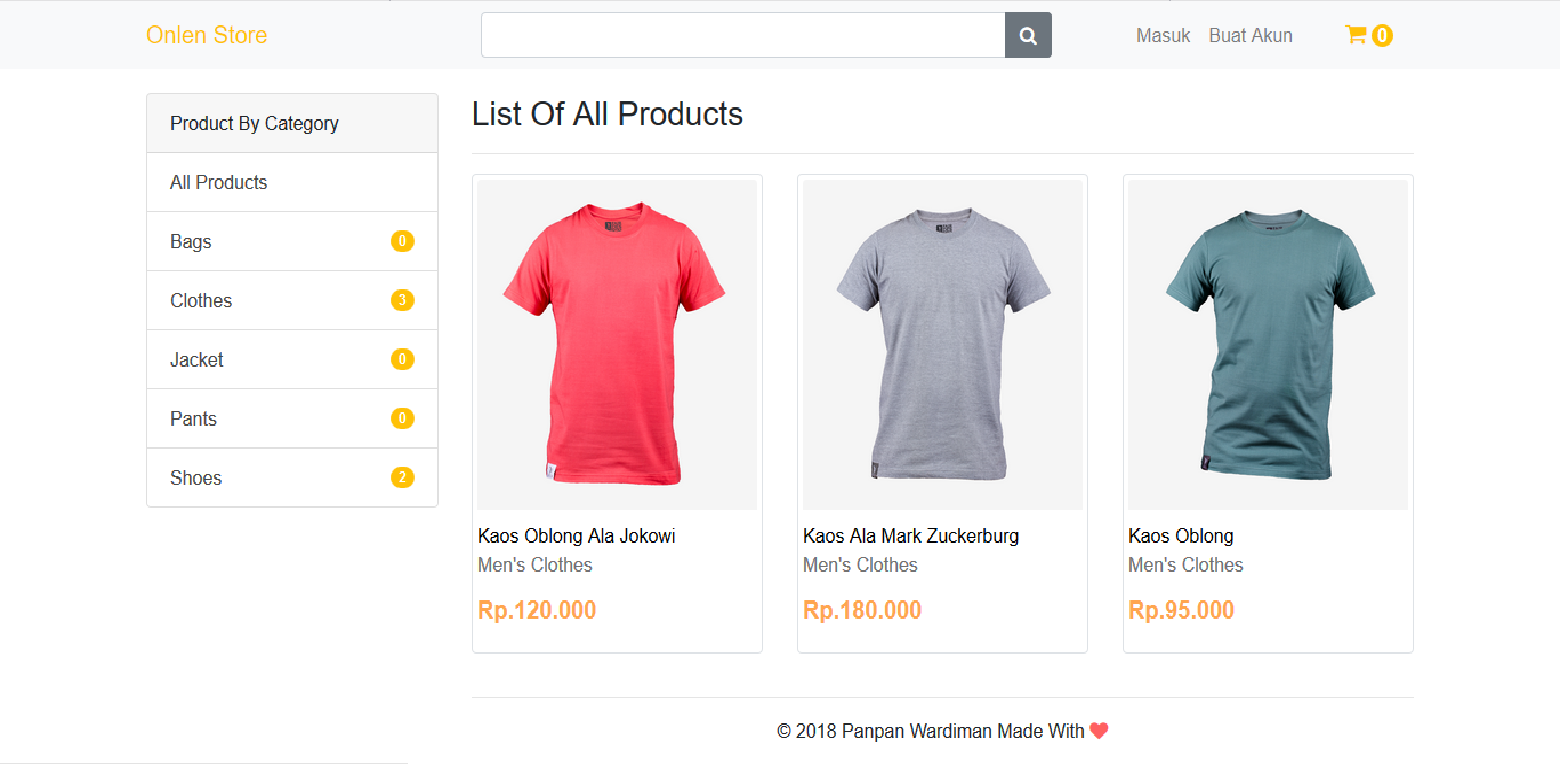 Onlen Store
Masuk Buat Akun 0
Product By Category
All Products
Bags 0
Clothes 3
Jacket 0
Pants 0
Shoes 2
List Of All Products
Kaos Oblong Ala Jokowi
Men's Clothes
Rp.120.000
Kaos Ala Mark Zuckerburg
Men's Clothes
Rp.180.000
Kaos Oblong
Men's Clothes
Rp.95.000
© 2018 Panpan Wardiman Made With